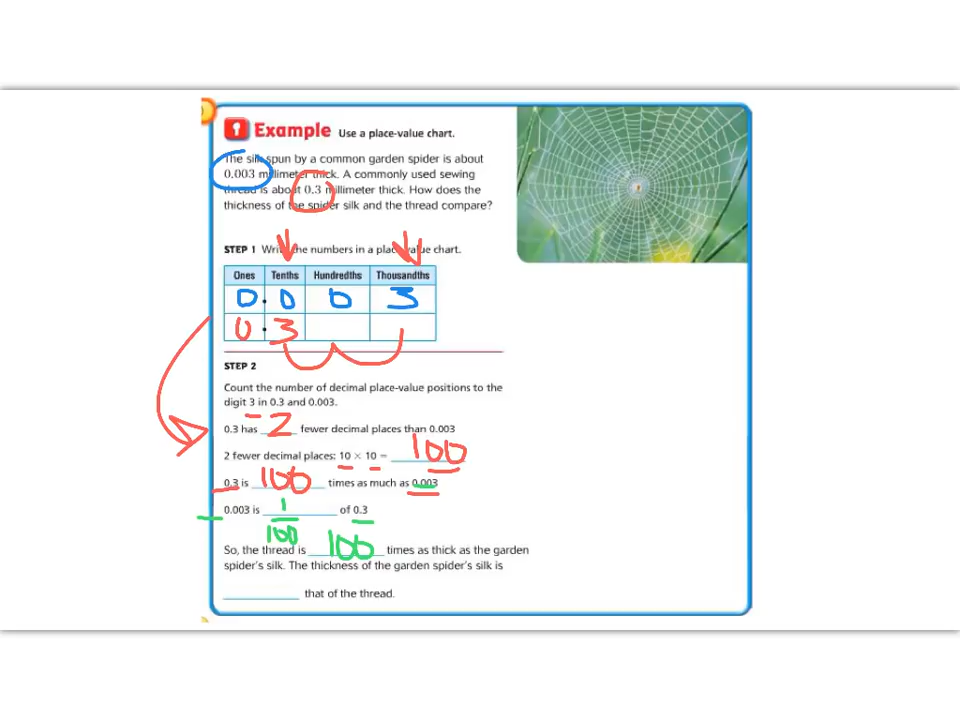 Example Use a place-value chart.
The silk spun by a common garden spider is about
0.003 millimeter thick. A commonly used sewing
thread is about 0.3 millimeter thick. How does the
thickness of the spider silk and the thread compare?
STEP 1 Write the numbers in a place-value chart.
Ones Tenths Hundredths Thousandths
0 . 0 0 3
0 . 3
STEP 2
Count the number of decimal place-value positions to the
digit 3 in 0.3 and 0.003.
0.3 has 2 fewer decimal places than 0.003
2 fewer decimal places: 10 × 10 = 100
0.3 is 100 times as much as 0.003
0.003 is 1/100 of 0.3
So, the thread is 100 times as thick as the garden
spider's silk. The thickness of the garden spider's silk is
that of the thread.